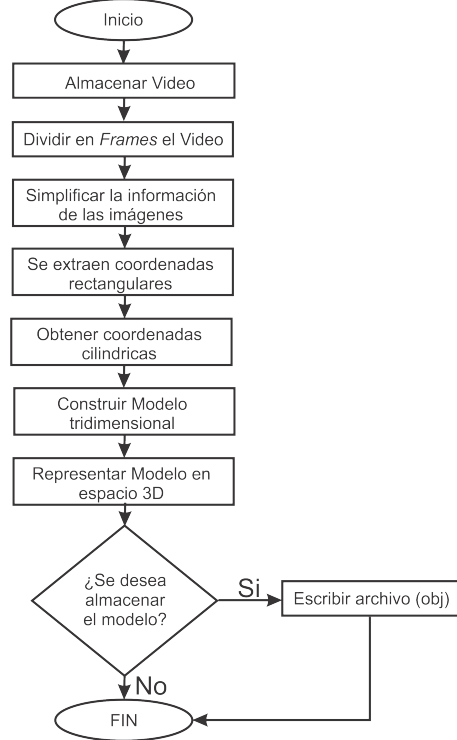 Inicio
Almacenar Video
Dividir en Frames el Video
Simplificar la información
de las imágenes
Se extraen coordenadas
rectangulares
Obtener coordenadas
cilindricas
Construir Modelo
tridimensional
Representar Modelo en
espacio 3D
¿Se desea
almacenar
el modelo?
Si
Escribir archivo (obj)
No
FIN